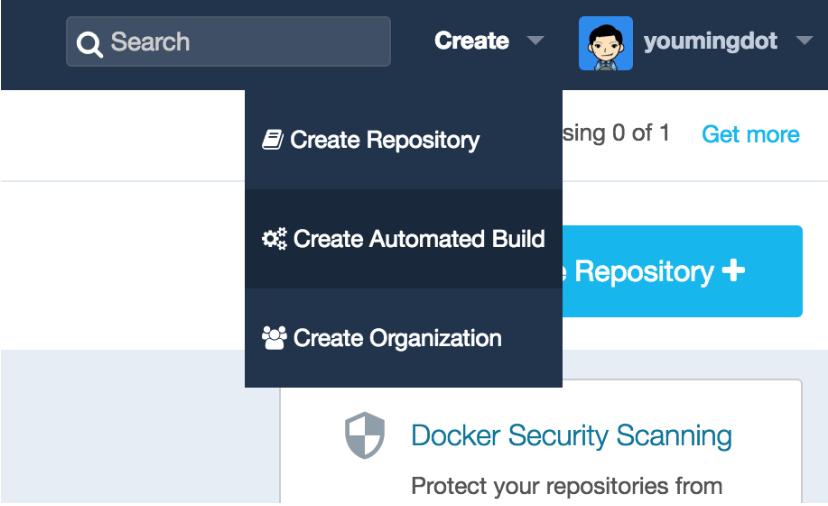 Search
Create
youmingdot
Create Repository
sing 0 of 1
Get more
Create Automated Build
Repository
Create Organization
Docker Security Scanning
Protect your repositories from